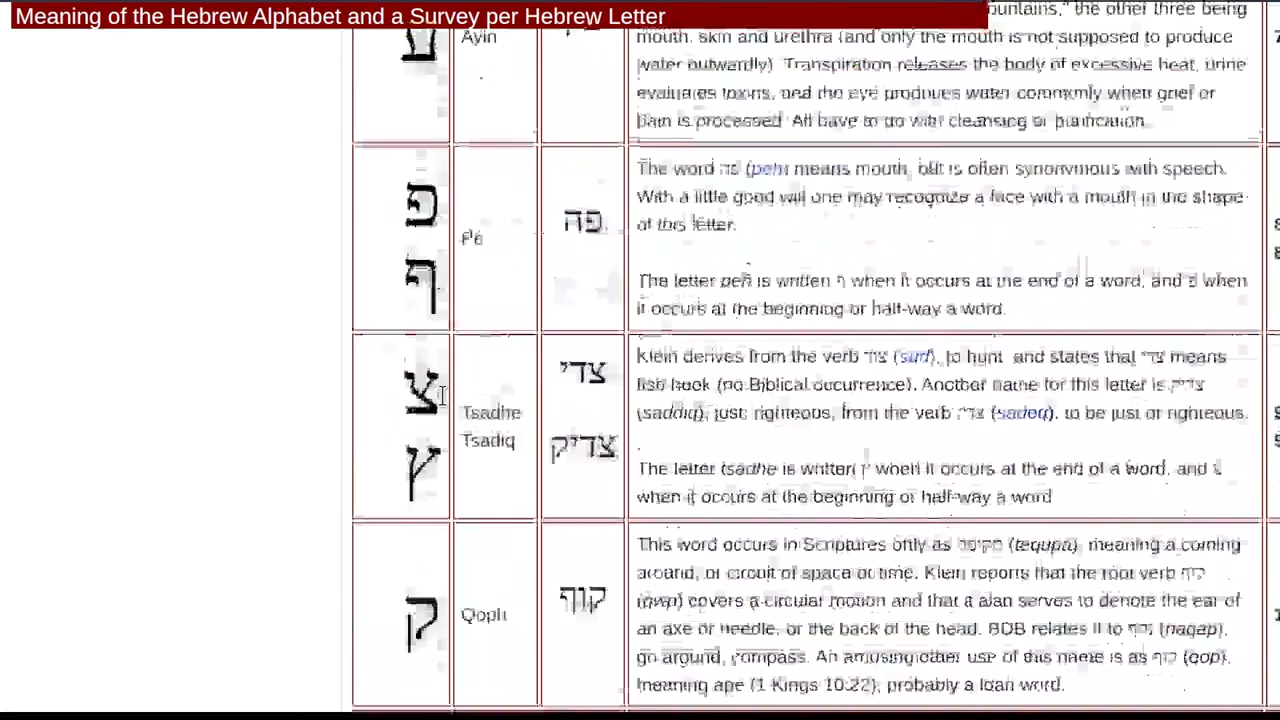 Meaning of the Hebrew Alphabet and a Survey per Hebrew Letter
ountains," the other three being
ע
Ayin
mouth, skin and urethra (and only the mouth is not supposed to produce
water outwardly). Transpiration releases the body of excessive heat, urine
evaluates toxins, and the eye produces water commonly when grief or
pain is processed. All have to do with cleansing or purification.
פ
ף
Pe
פה
The word פה (peh) means mouth, but is often synonymous with speech.
With a little good will one may recognize a face with a mouth in the shape
of this letter.
The letter peh is written ף when it occurs at the end of a word, and פ when
it occurs at the beginning or half-way a word.
צ
ץ
Tsadhe
Tsadiq
צדי
צדיק
Klein derives from the verb (sud), to hunt, and states that means
fish-hook (no Biblical occurrence). Another name for this letter is צדיק
(saddiq), just, righteous, from the verb (sadeq), to be just or righteous.
The letter tsadhe is written ץ when it occurs at the end of a word, and צ
when it occurs at the beginning or half-way a word
ק
Qoph
קוף
This word occurs in Scriptures only as (tequpa), meaning a coming
around, or circuit of space or time. Klein reports that the root verb
covers a circular motion and that a also serves to denote the ear of
an axe or needle, or the back of the head. BDB relates it to (naqap),
go around, compass. An amusing other use of this name is as קוף (qop),
meaning ape (1 Kings 10:22), probably a loan word.